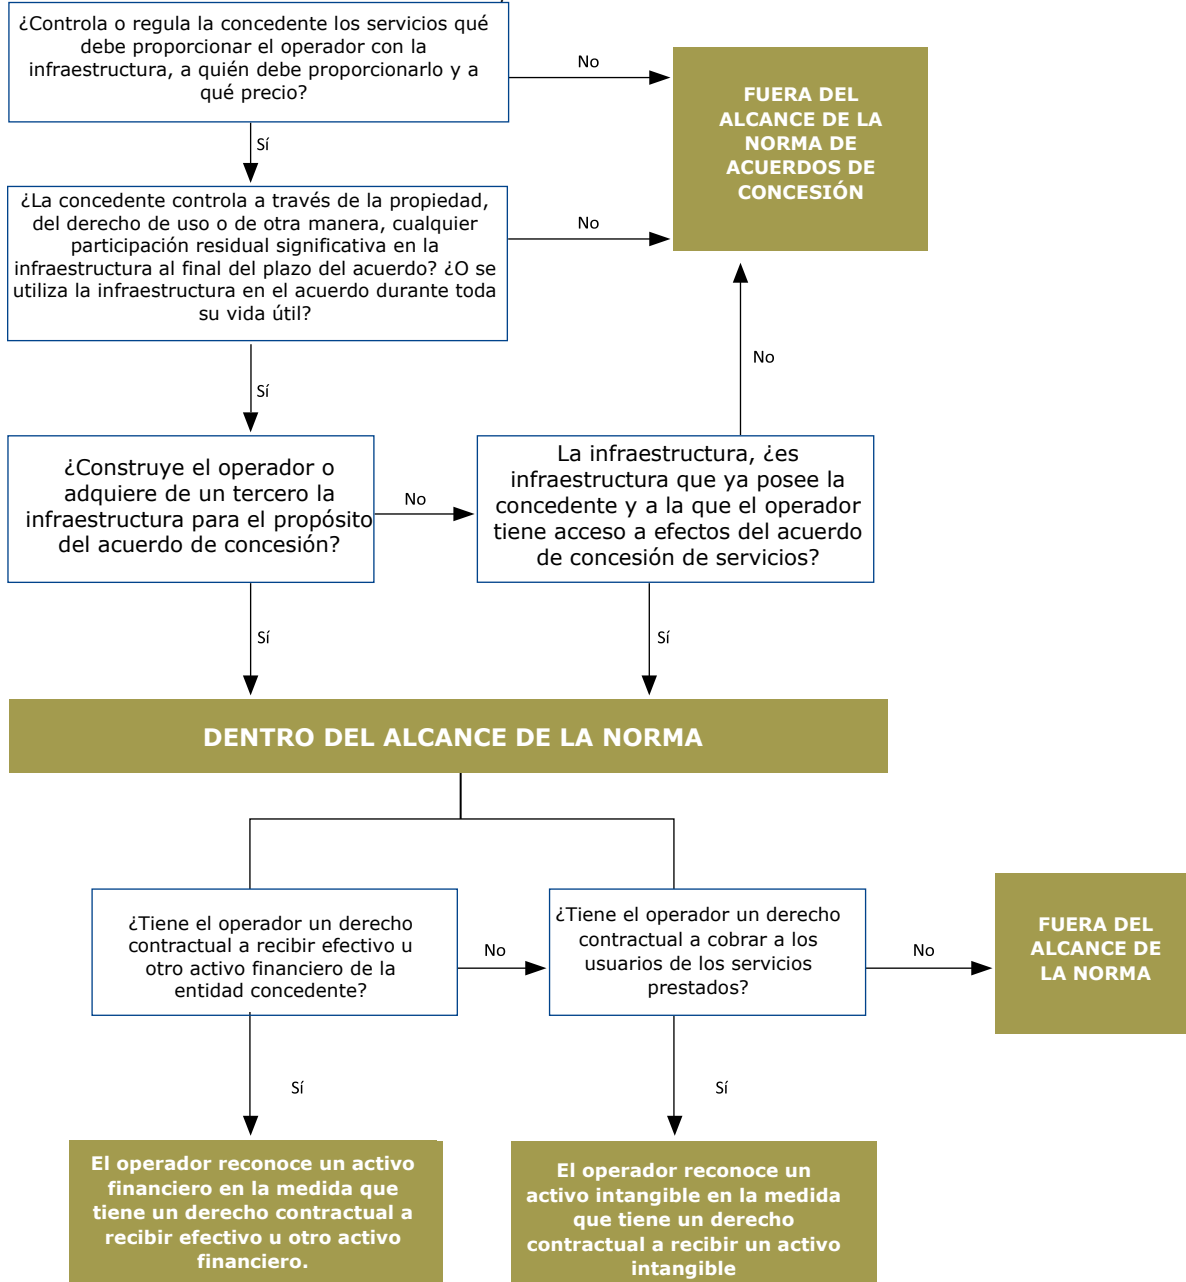 ¿Controla o regula la concedente los servicios qué
debe proporcionar el operador con la
infraestructura, a quién debe proporcionarlo y a
qué precio?
No
FUERA DEL
ALCANCE DE LA
NORMA DE
ACUERDOS DE
CONCESIÓN
Sí
¿La concedente controla a través de la propiedad,
del derecho de uso o de otra manera, cualquier
participación residual significativa en la
infraestructura al final del plazo del acuerdo? ¿O se
utiliza la infraestructura en el acuerdo durante toda
su vida útil?
No
No
Sí
¿Construye el operador o
adquiere de un tercero la
infraestructura para el propósito
del acuerdo de concesión?
No
La infraestructura, ¿es
infraestructura que ya posee la
concedente y a la que el operador
tiene acceso a efectos del acuerdo
de concesión de servicios?
Sí
Sí
DENTRO DEL ALCANCE DE LA NORMA
¿Tiene el operador un derecho
contractual a recibir efectivo u
otro activo financiero de la
entidad concedente?
No
¿Tiene el operador un derecho
contractual a cobrar a los
usuarios de los servicios
prestados?
No
FUERA DEL
ALCANCE DE
LA NORMA
Sí
Sí
El operador reconoce un activo
financiero en la medida que
tiene un derecho contractual a
recibir efectivo u otro activo
financiero.
El operador reconoce un
activo intangible en la medida
que tiene un derecho
contractual a recibir un activo
intangible